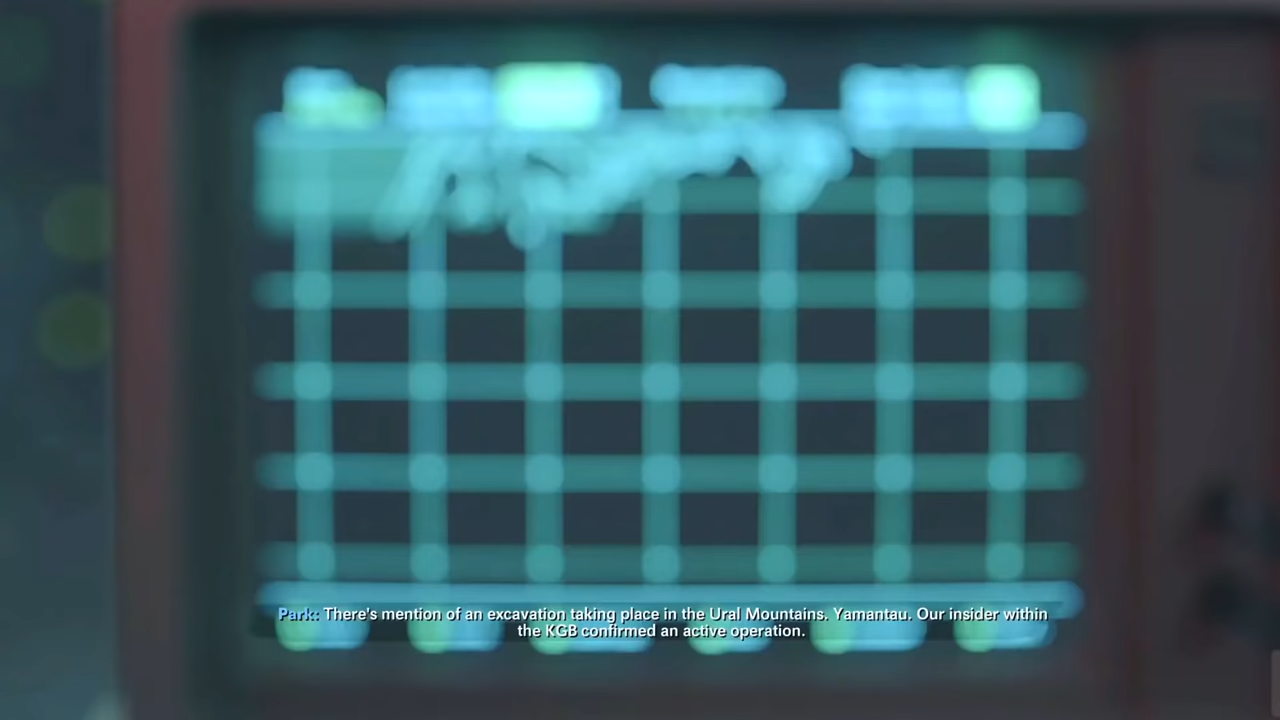 Park: There's mention of an excavation taking place in the Ural Mountains. Yamantau. Our insider within
the KGB confirmed an active operation.